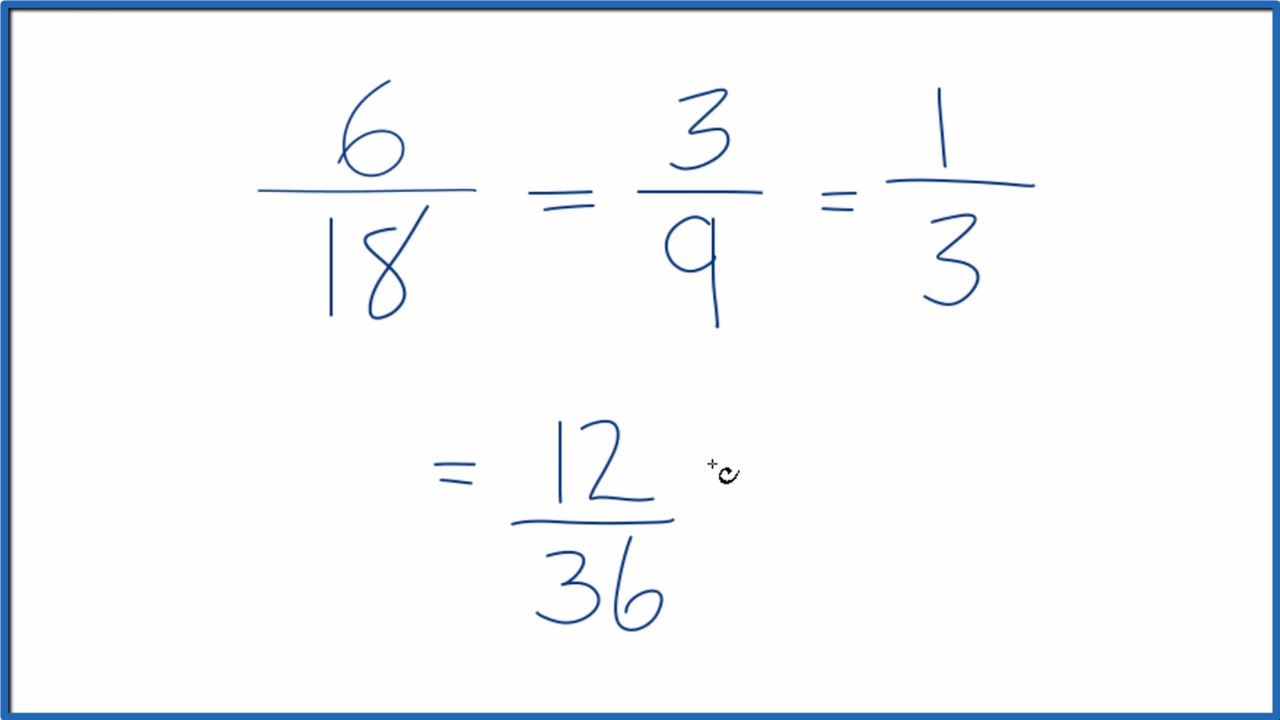 6/18 = 3/9 = 1/3
= 12/36